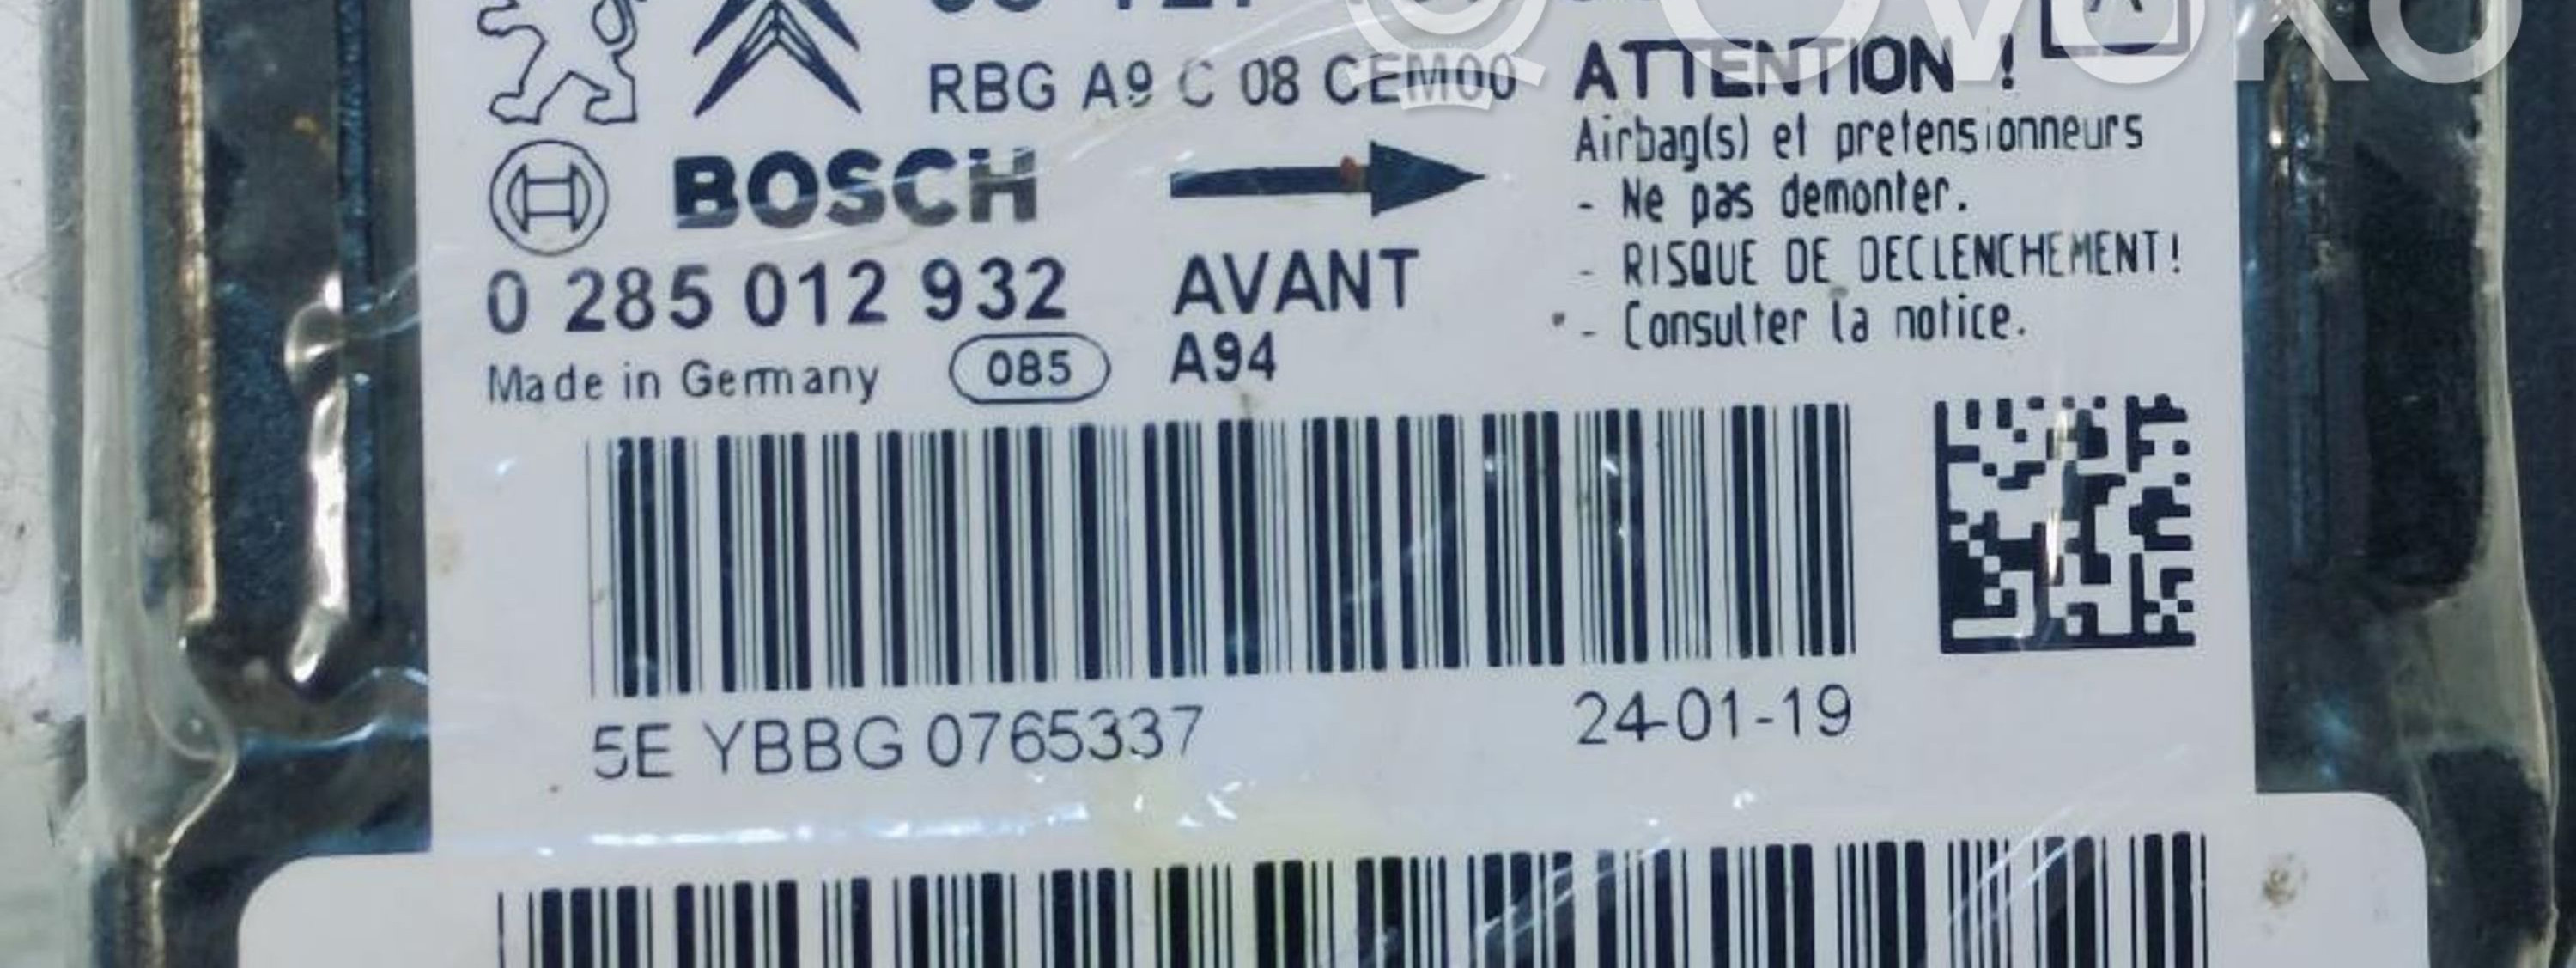 RBG A9 C 08 CEM00
BOSCH
0 285 012 932
Made in Germany 085
AVANT
A94
ATTENTION !
Airbag(s) et pretensionneurs
- Ne pas demonter.
- RISQUE DE DECLENCHEMENT!
- Consulter la notice.
5E YBBG 0765337 24-01-19